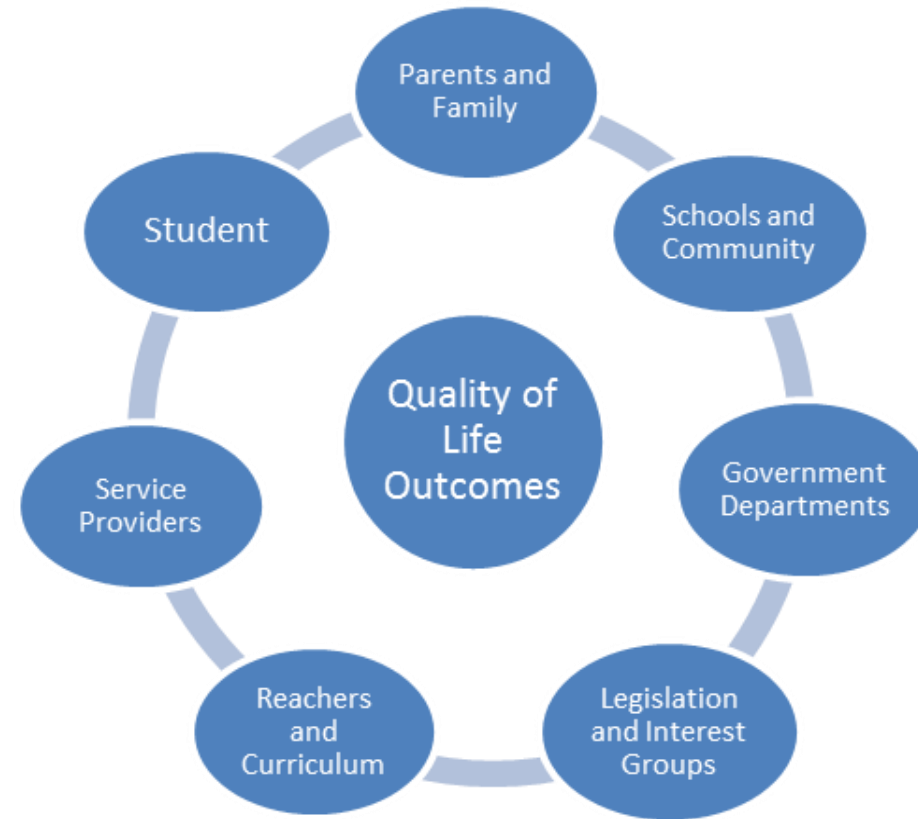 Parents and
Family
Schools and
Community
Government
Departments
Legislation
and Interest
Groups
Reachers
and
Curriculum
Service
Providers
Student
Quality of
Life
Outcomes